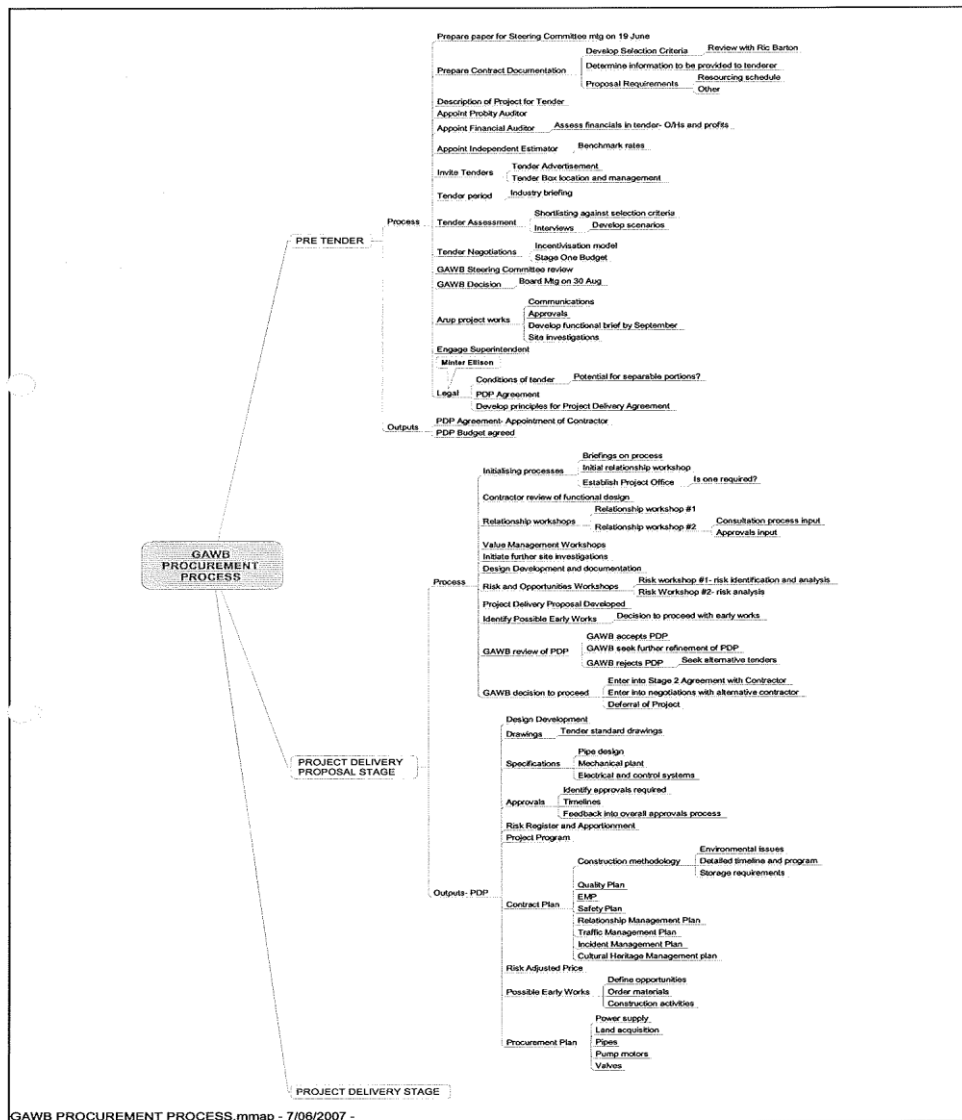 Prepare paper for Steering Committee mtg on 19 June
Develop Selection Criteria
Review with Ric Barton
Prepare Contract Documentation
Determine information to be provided to tenderer
Proposal Requirements
Resourcing schedule
Other
Description of Project for Tender
Appoint Probity Auditor
Appoint Financial Auditor
Assess financials in tender- O/Hs and profits
Appoint Independent Estimator
Benchmark rates
Invite Tenders
Tender Advertisement
Tender Box location and management
Tender period
Industry briefing
Process
Tender Assessment
Shortlisting against selection criteria
Interviews
Develop scenarios
PRE TENDER
Tender Negotiations
Incentivisation model
Stage One Budget
GAWB Steering Committee review
GAWB Decision
Board Mtg on 30 Aug
Arup project works
Communications
Approvals
Develop functional brief by September
Site investigations
Engage Superintendent
Minter Ellison
Legal
Conditions of tender
Potential for separable portions?
PDP Agreement
Develop principles for Project Delivery Agreement
Outputs
PDP Agreement- Appointment of Contractor
PDP Budget agreed
Initialising processes
Briefings on process
Initial relationship workshop
Establish Project Office
Is one required?
Contractor review of functional design
Relationship workshops
Relationship workshop #1
Relationship workshop #2
Consultation process input
Approvals input
GAWB
PROCUREMENT
PROCESS
Value Management Workshops
Initiate further site investigations
Process
Design Development and documentation
Risk and Opportunities Workshops
Risk workshop #1- risk identification and analysis
Risk Workshop #2- risk analysis
Project Delivery Proposal Developed
Identify Possible Early Works
Decision to proceed with early works
GAWB review of PDP
GAWB accepts PDP
GAWB seek further refinement of PDP
GAWB rejects PDP
Seek alternative tenders
GAWB decision to proceed
Enter into Stage 2 Agreement with Contractor
Enter into negotiations with alternative contractor
Deferral of Project
PROJECT DELIVERY
PROPOSAL STAGE
Design Development
Drawings
Tender standard drawings
Specifications
Pipe design
Mechanical plant
Electrical and control systems
Approvals
Identify approvals required
Timelines
Feedback into overall approvals process
Risk Register and Apportionment
Project Program
Outputs- PDP
Contract Plan
Construction methodology
Environmental issues
Detailed timeline and program
Storage requirements
Quality Plan
EMP
Safety Plan
Relationship Management Plan
Traffic Management Plan
Incident Management Plan
Cultural Heritage Management plan
Risk Adjusted Price
Possible Early Works
Define opportunities
Order materials
Construction activities
Procurement Plan
Power supply
Land acquisition
Pipes
Pump motors
Valves
PROJECT DELIVERY STAGE
GAWB PROCUREMENT PROCESS.mmap - 7/06/2007 -